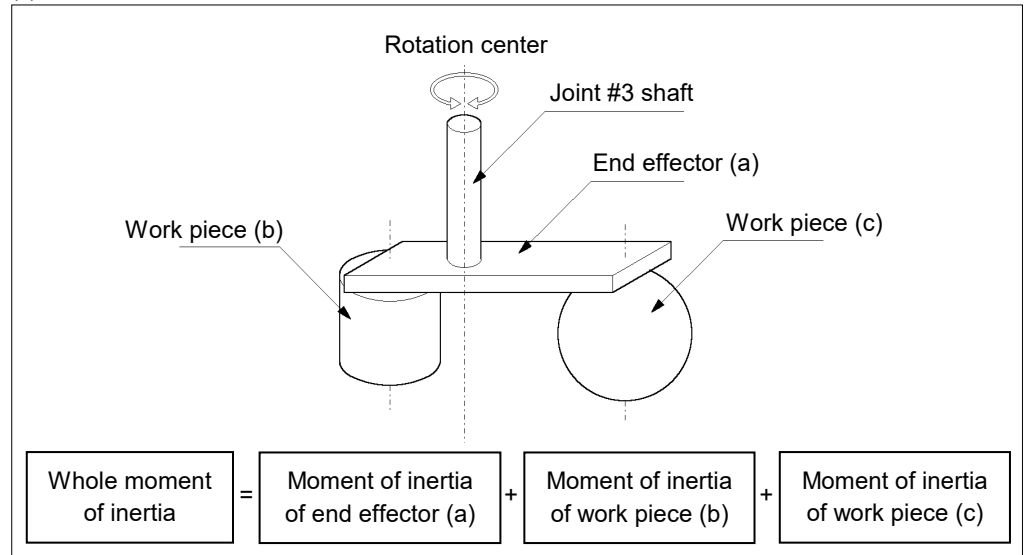 Rotation center
Joint #3 shaft
End effector (a)
Work piece (b)
Work piece (c)
Whole moment
of inertia
=
Moment of inertia
of end effector (a)
+
Moment of inertia
of work piece (b)
+
Moment of inertia
of work piece (c)